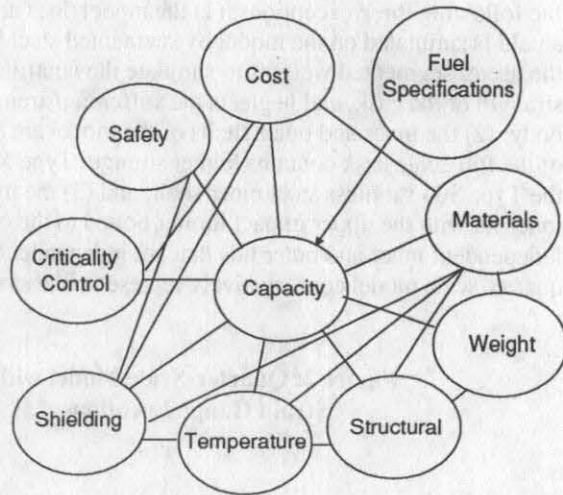 Cost
Fuel
Specifications
Safety
Materials
Criticality
Control
Capacity
Weight
Shielding
Temperature
Structural